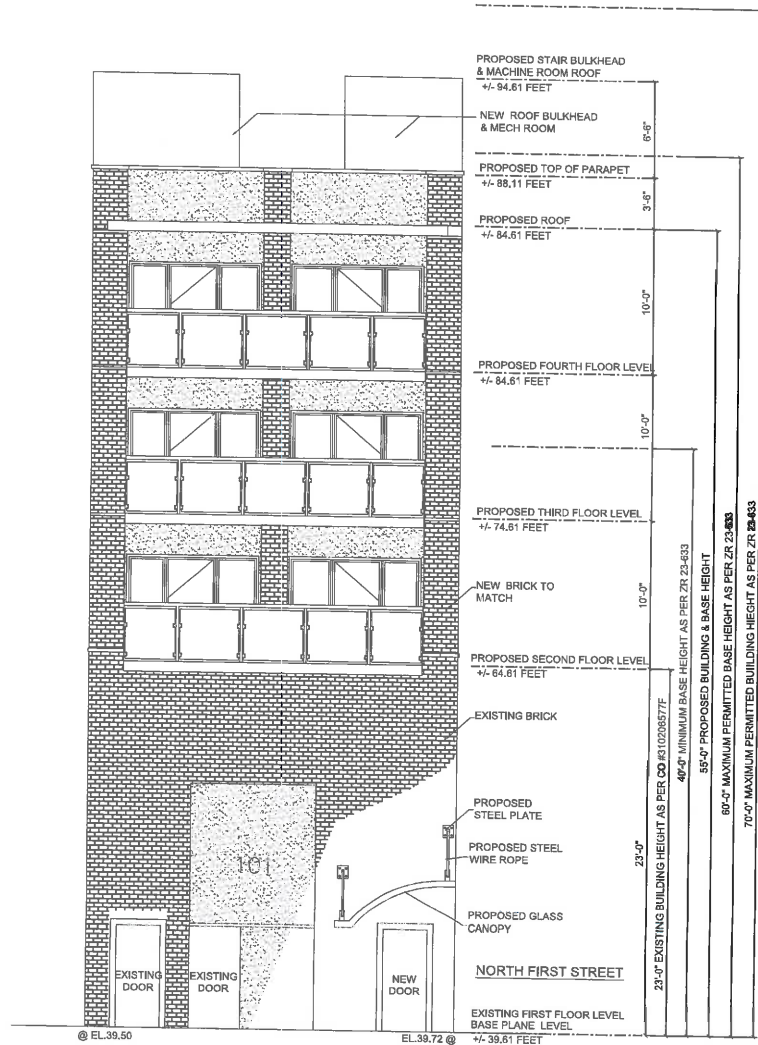 PROPOSED STAIR BULKHEAD
& MACHINE ROOM ROOF
+/- 94.61 FEET
NEW ROOF BULKHEAD
& MECH ROOM
6'-6"
PROPOSED TOP OF PARAPET
+/- 88.11 FEET
3'-6"
PROPOSED ROOF
+/- 84.61 FEET
10'-0"
PROPOSED FOURTH FLOOR LEVEL
+/- 84.61 FEET
10'-0"
PROPOSED THIRD FLOOR LEVEL
+/- 74.61 FEET
NEW BRICK TO
MATCH
10'-0"
PROPOSED SECOND FLOOR LEVEL
+/- 64.61 FEET
EXISTING BRICK
PROPOSED
STEEL PLATE
PROPOSED STEEL
WIRE ROPE
101
PROPOSED GLASS
CANOPY
23'-0"
23'-0" EXISTING BUILDING HEIGHT AS PER CO #310206577F
40'-0" MINIMUM BASE HEIGHT AS PER ZR 23-633
55'-0" PROPOSED BUILDING & BASE HEIGHT
60'-0" MAXIMUM PERMITTED BASE HEIGHT AS PER ZR 23-633
70'-0" MAXIMUM PERMITTED BUILDING HIEGHT AS PER ZR 23-633
EXISTING
DOOR
EXISTING
DOOR
NEW
DOOR
NORTH FIRST STREET
EXISTING FIRST FLOOR LEVEL
BASE PLANE LEVEL
+/- 39.61 FEET
@ EL.39.50
EL.39.72 @